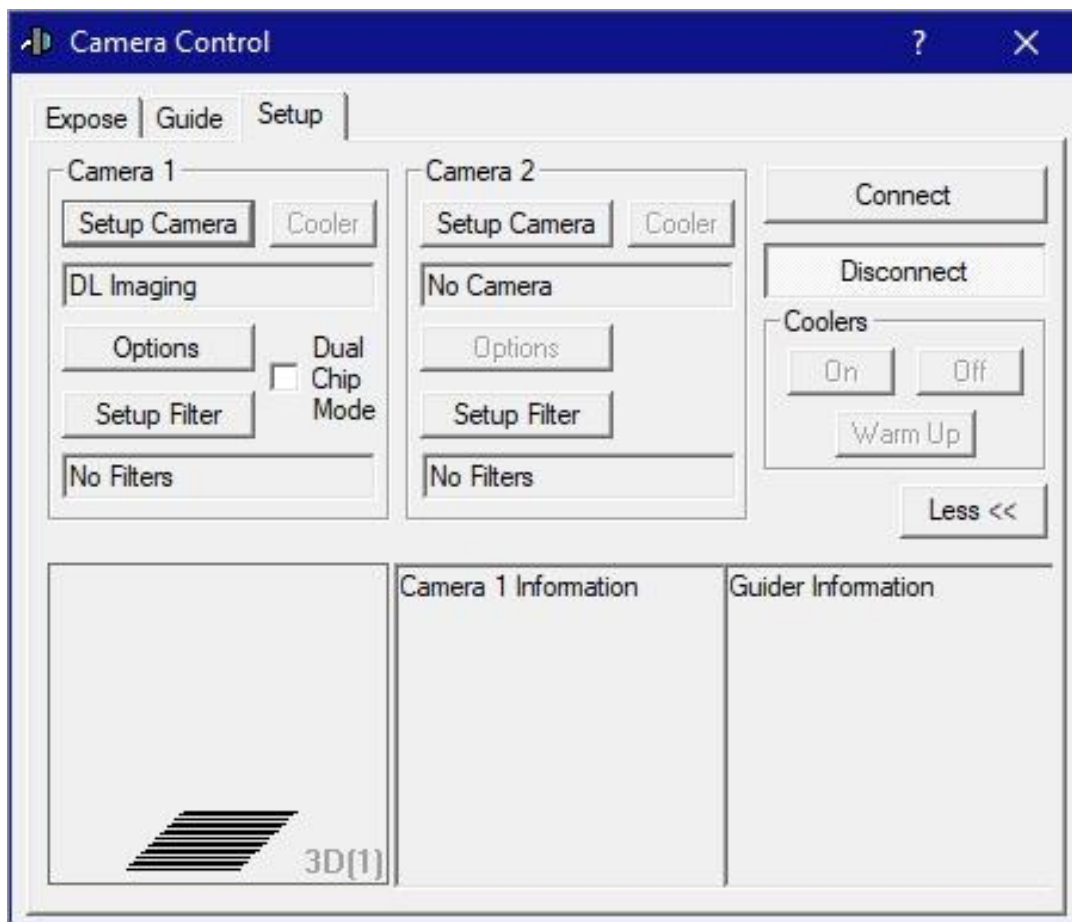 Camera Control ?
Expose Guide Setup
Camera 1
Setup Camera Cooler
DL Imaging
Options
Dual
Chip
Mode
Setup Filter
No Filters
Camera 2
Setup Camera Cooler
No Camera
Options
Setup Filter
No Filters
Connect
Disconnect
Coolers
On Off
Warm Up
Less <<
3D(1)
Camera 1 Information
Guider Information